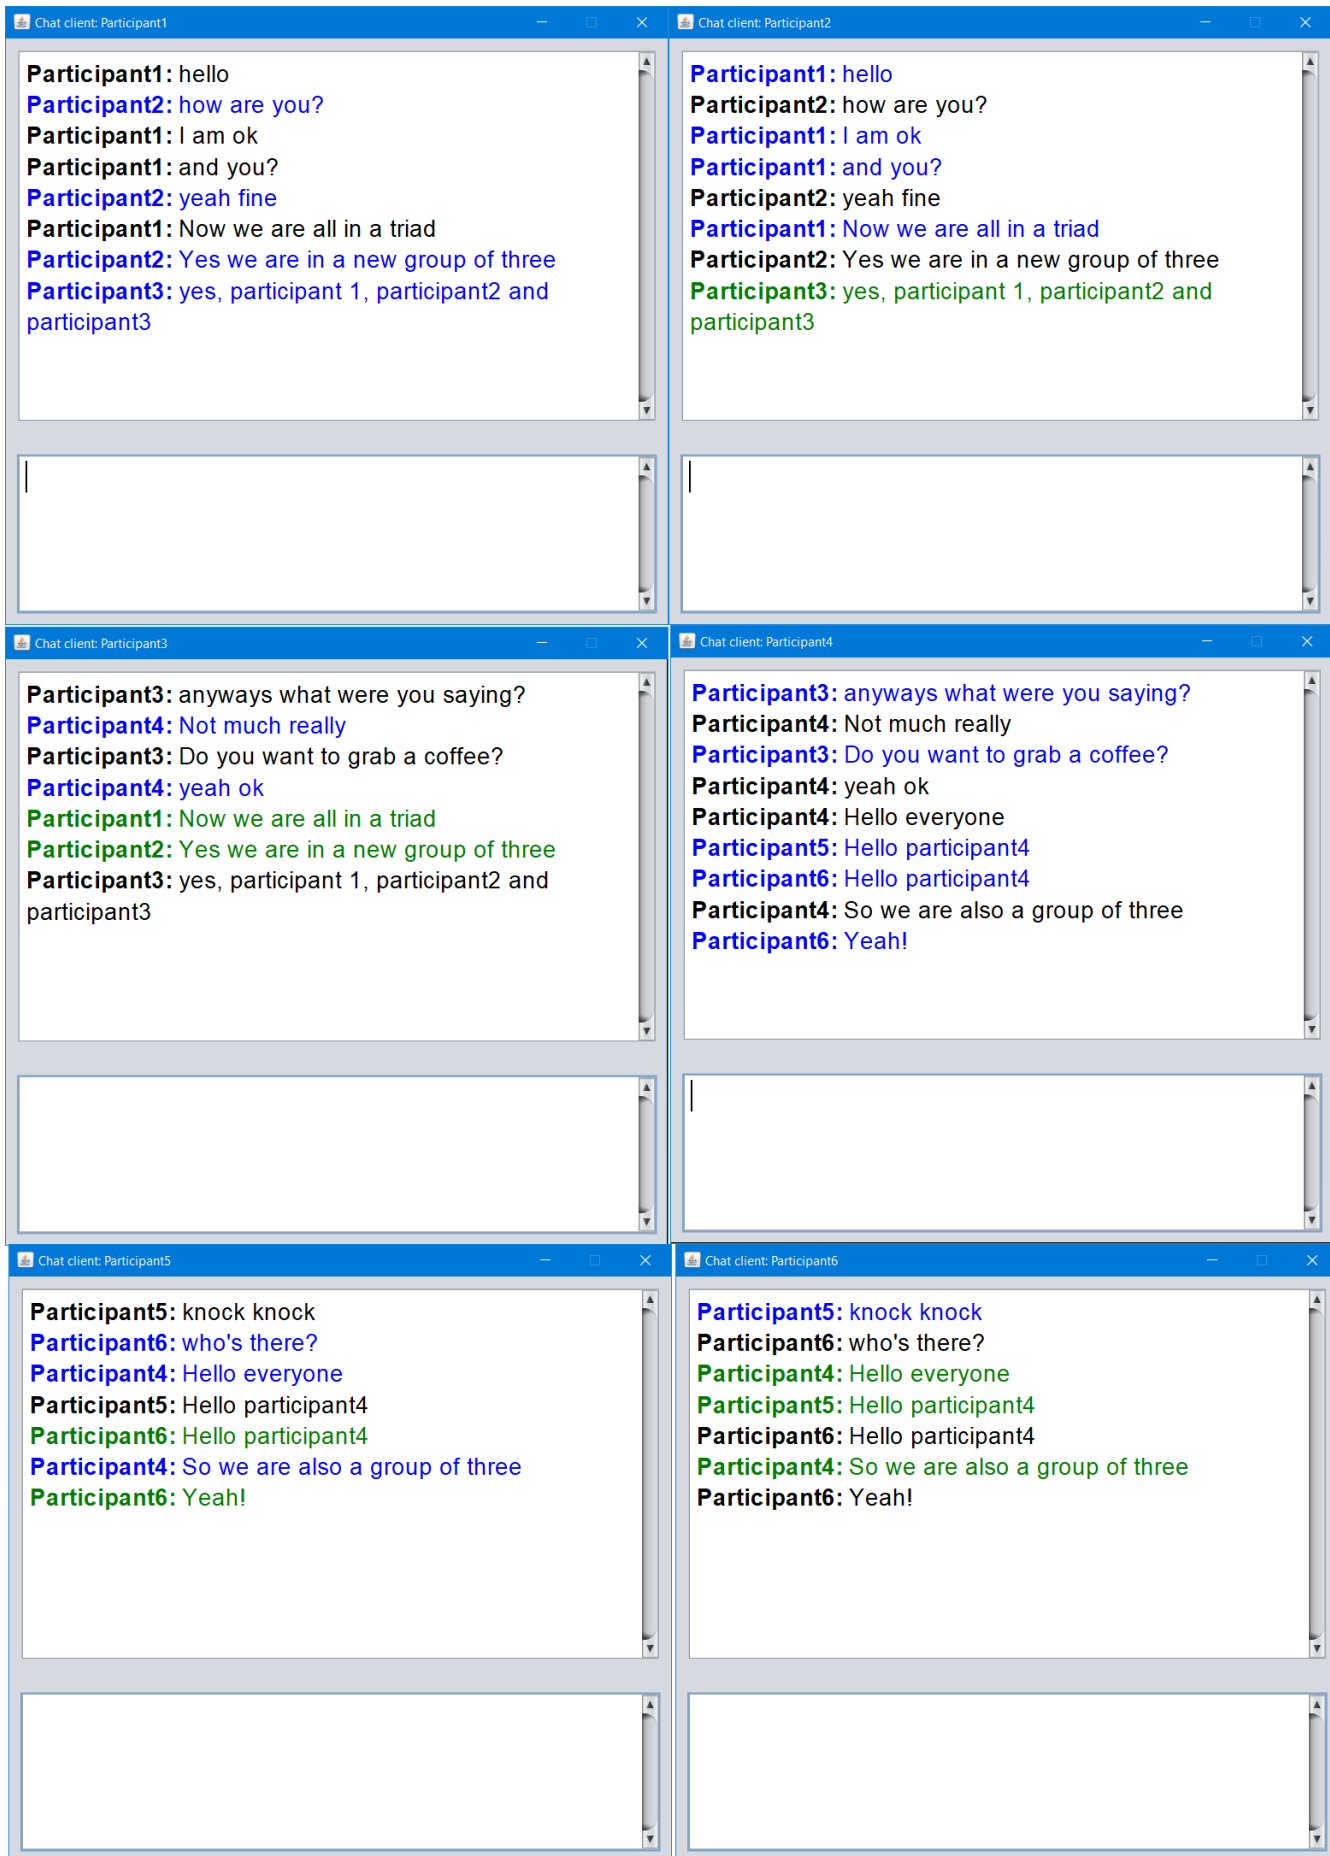 Chat client: Participant1
Participant1: hello
Participant2: how are you?
Participant1: I am ok
Participant1: and you?
Participant2: yeah fine
Participant1: Now we are all in a triad
Participant2: Yes we are in a new group of three
Participant3: yes, participant 1, participant2 and
participant3
Chat client: Participant2
Participant1: hello
Participant2: how are you?
Participant1: I am ok
Participant1: and you?
Participant2: yeah fine
Participant1: Now we are all in a triad
Participant2: Yes we are in a new group of three
Participant3: yes, participant 1, participant2 and
participant3
Chat client: Participant3
Participant3: anyways what were you saying?
Participant4: Not much really
Participant3: Do you want to grab a coffee?
Participant4: yeah ok
Participant1: Now we are all in a triad
Participant2: Yes we are in a new group of three
Participant3: yes, participant 1, participant2 and
participant3
Chat client: Participant4
Participant3: anyways what were you saying?
Participant4: Not much really
Participant3: Do you want to grab a coffee?
Participant4: yeah ok
Participant4: Hello everyone
Participant5: Hello participant4
Participant6: Hello participant4
Participant4: So we are also a group of three
Participant6: Yeah!
Chat client: Participant5
Participant5: knock knock
Participant6: who's there?
Participant4: Hello everyone
Participant5: Hello participant4
Participant6: Hello participant4
Participant4: So we are also a group of three
Participant6: Yeah!
Chat client: Participant6
Participant5: knock knock
Participant6: who's there?
Participant4: Hello everyone
Participant5: Hello participant4
Participant6: Hello participant4
Participant4: So we are also a group of three
Participant6: Yeah!